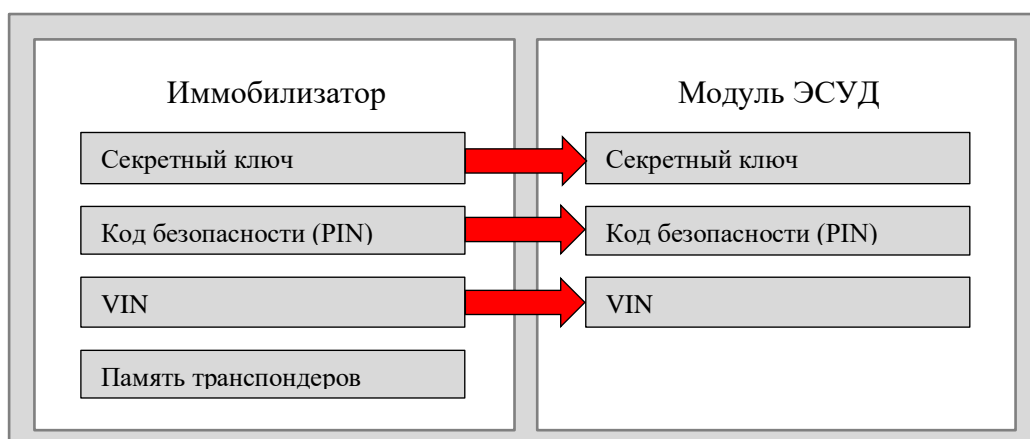 Иммобилизатор
Секретный ключ
Код безопасности (PIN)
VIN
Память транспондеров
Модуль ЭСУД
Секретный ключ
Код безопасности (PIN)
VIN